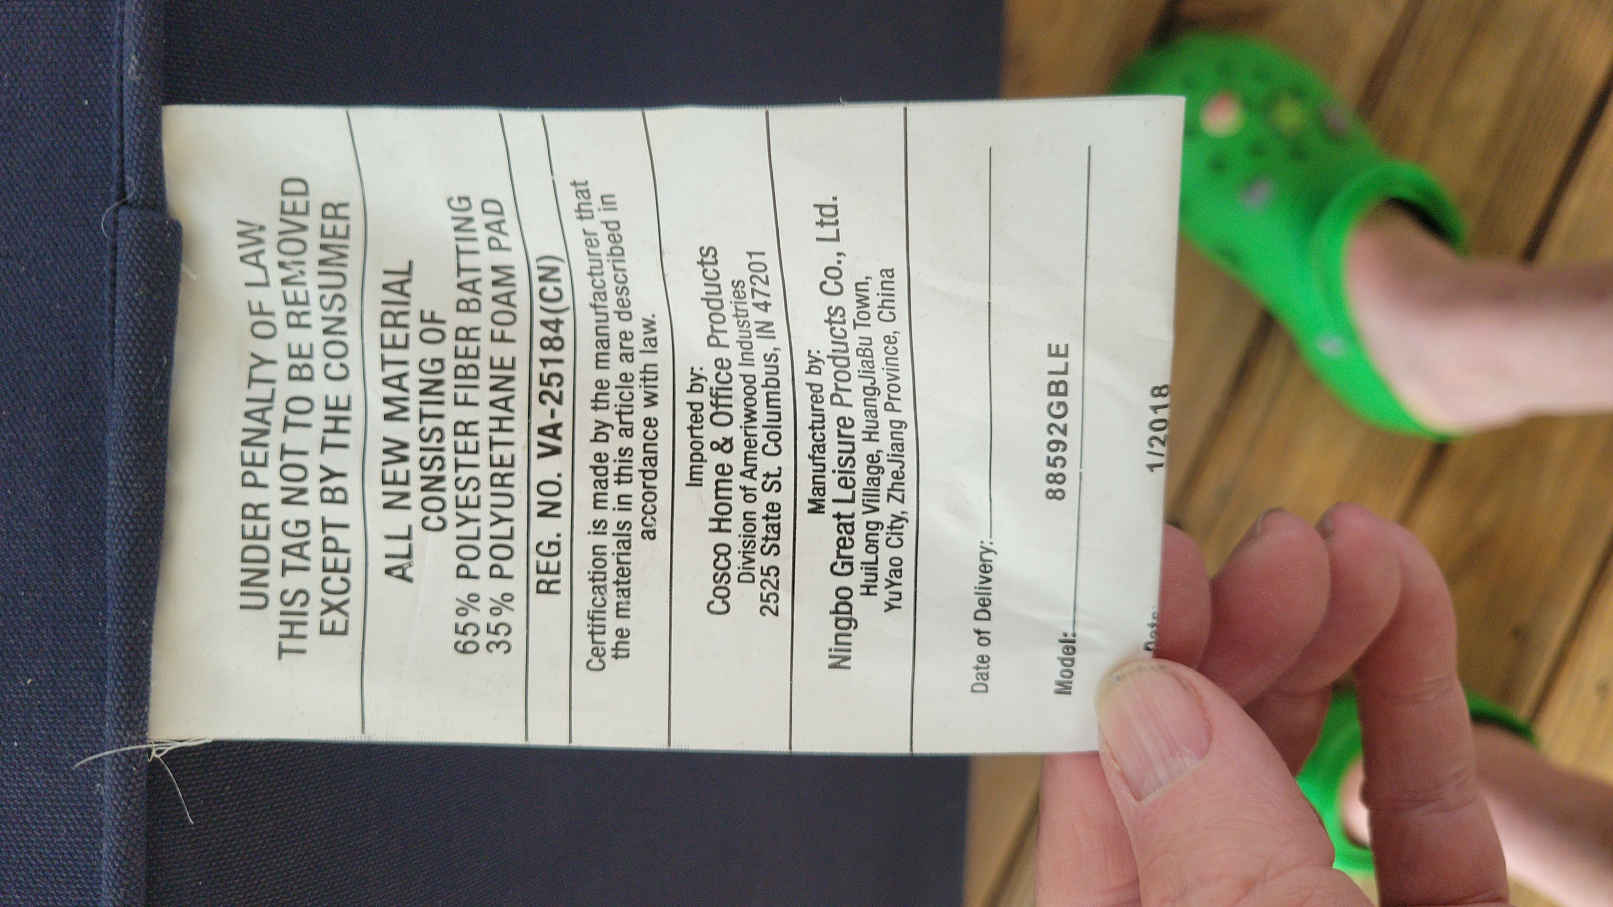 UNDER PENALTY OF LAW
THIS TAG NOT TO BE REMOVED
EXCEPT BY THE CONSUMER
ALL NEW MATERIAL
CONSISTING OF
65% POLYESTER FIBER BATTING
35% POLYURETHANE FOAM PAD
REG. NO. VA-25184(CN)
Certification is made by the manufacturer that
the materials in this article are described in
accordance with law.
Imported by:
Cosco Home & Office Products
Division of Ameriwood Industries
2525 State St. Columbus, IN 47201
Manufactured by:
Ningbo Great Leisure Products Co., Ltd.
HuiLong Village, HuangJiaBu Town,
YuYao City, ZheJiang Province, China
Date of Delivery:
Model: 88592GBLE
Date: 1/2018